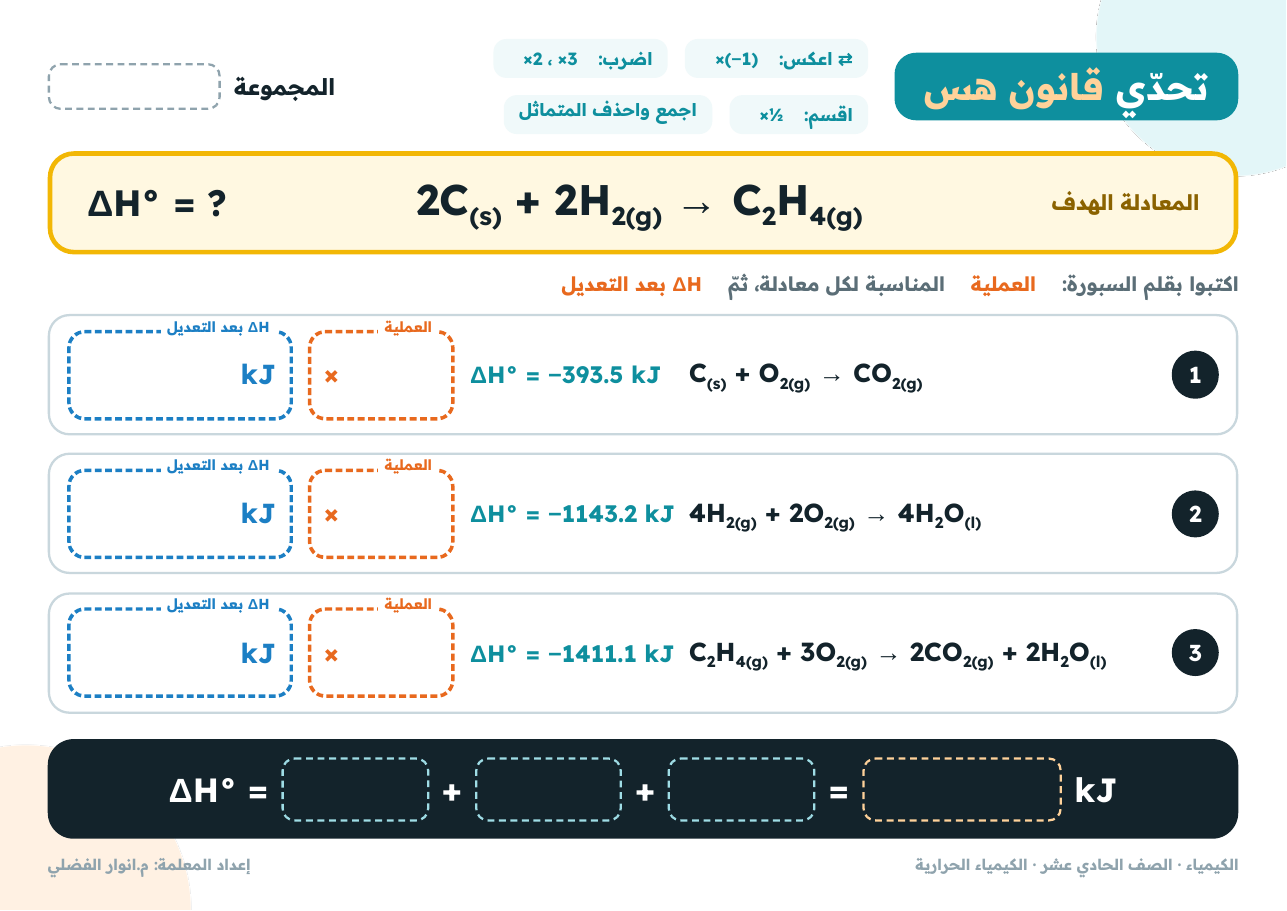 تحدّي قانون هس
⇄ اعكس: ×(−1)
اضرب: ×2 ، ×3
اقسم: ×½
اجمع واحذف المتماثل
المجموعة
المعادلة الهدف
2C(s) + 2H2(g) → C2H4(g)
ΔH° = ?
اكتبوا بقلم السبورة: العملية المناسبة لكل معادلة، ثمّ ΔH بعد التعديل
1
C(s) + O2(g) → CO2(g)
ΔH° = −393.5 kJ
العملية
×
ΔH بعد التعديل
kJ
2
4H2(g) + 2O2(g) → 4H2O(l)
ΔH° = −1143.2 kJ
العملية
×
ΔH بعد التعديل
kJ
3
C2H4(g) + 3O2(g) → 2CO2(g) + 2H2O(l)
ΔH° = −1411.1 kJ
العملية
×
ΔH بعد التعديل
kJ
ΔH° = + + = kJ
الكيمياء · الصف الحادي عشر · الكيمياء الحرارية
إعداد المعلمة: م.انوار الفضلي